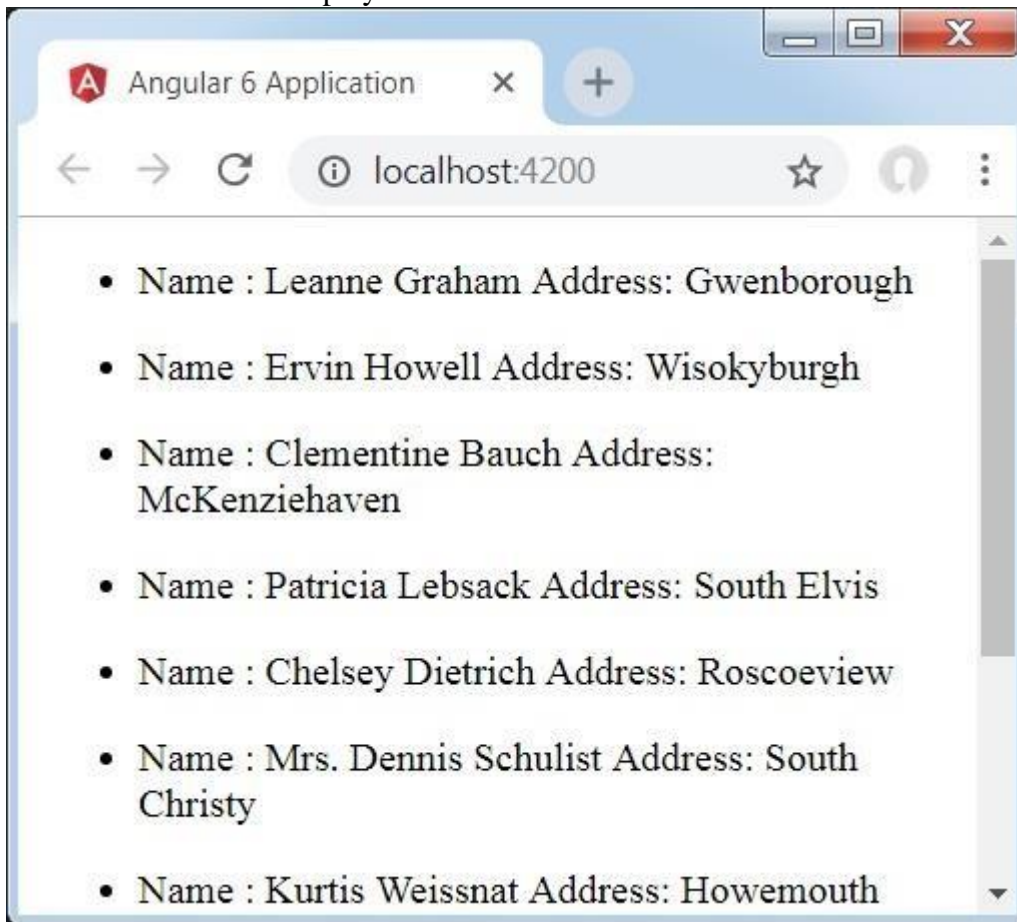 Angular 6 Application
localhost:4200
• Name : Leanne Graham Address: Gwenborough
• Name : Ervin Howell Address: Wisokyburgh
• Name : Clementine Bauch Address:
McKenziehaven
• Name : Patricia Lebsack Address: South Elvis
• Name : Chelsey Dietrich Address: Roscoeview
• Name : Mrs. Dennis Schulist Address: South
Christy
• Name : Kurtis Weissnat Address: Howemouth